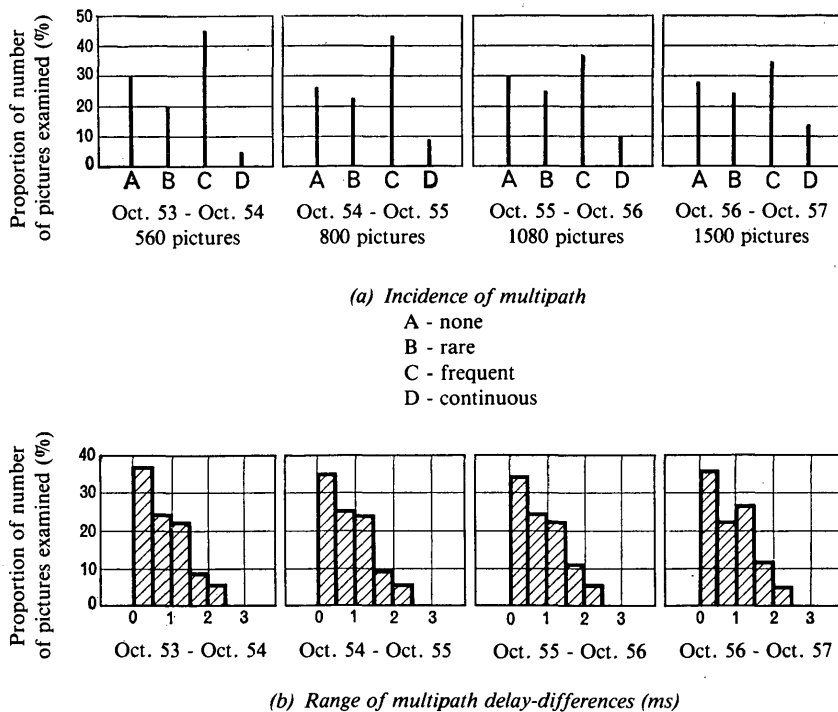 Proportion of number
of pictures examined (%)
50
40
30
20
10
0
A B C D
A B C D
A B C D
A B C D
Oct. 53 - Oct. 54
560 pictures
Oct. 54 - Oct. 55
800 pictures
Oct. 55 - Oct. 56
1080 pictures
Oct. 56 - Oct. 57
1500 pictures
(a) Incidence of multipath
A - none
B - rare
C - frequent
D - continuous
Proportion of number
of pictures examined (%)
40
30
20
10
0
0 1 2 3
0 1 2 3
0 1 2 3
0 1 2 3
Oct. 53 - Oct. 54
Oct. 54 - Oct. 55
Oct. 55 - Oct. 56
Oct. 56 - Oct. 57
(b) Range of multipath delay-differences (ms)